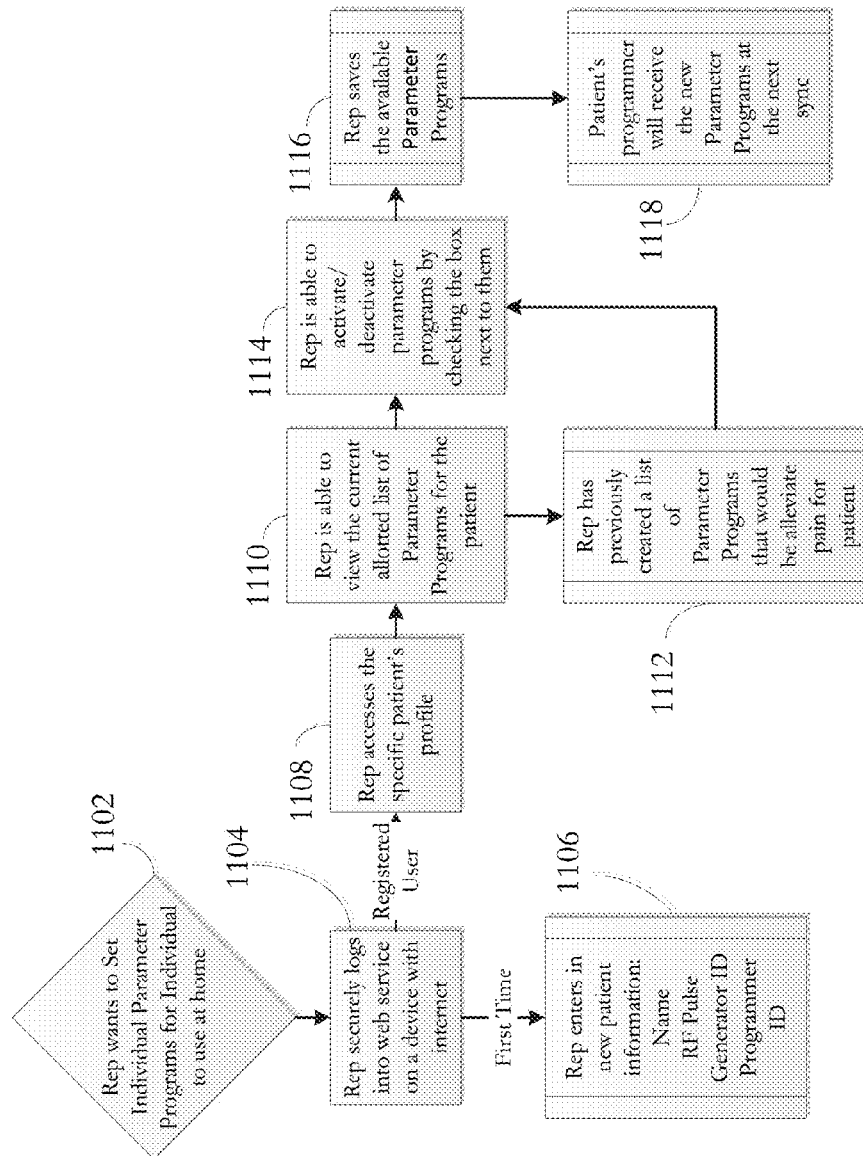 1102
Rep wants to Set
Individual Parameter
Programs for Individual
to use at home
1104
Rep securely logs
into web service
on a device with
internet
First Time
1106
Rep enters in
new patient
information:
Name
RF Pulse
Generator ID
Programmer
ID
Registered
User
1108
Rep accesses the
specific patient's
profile
1110
Rep is able to
view the current
allotted list of
Parameter
Programs for the
patient
1112
Rep has
previously
created a list
of
Parameter
Programs
that would
be alleviate
pain for
patient
1114
Rep is able to
activate/
deactivate
parameter
programs by
checking the box
next to them
1116
Rep saves
the available
Parameter
Programs
1118
Patient's
programmer
will receive
the new
Parameter
Programs at
the next
sync